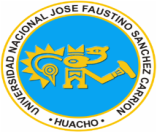 UNIVERSIDAD NACIONAL JOSE FAUSTINO SANCHEZ CARRION
· HUACHO ·